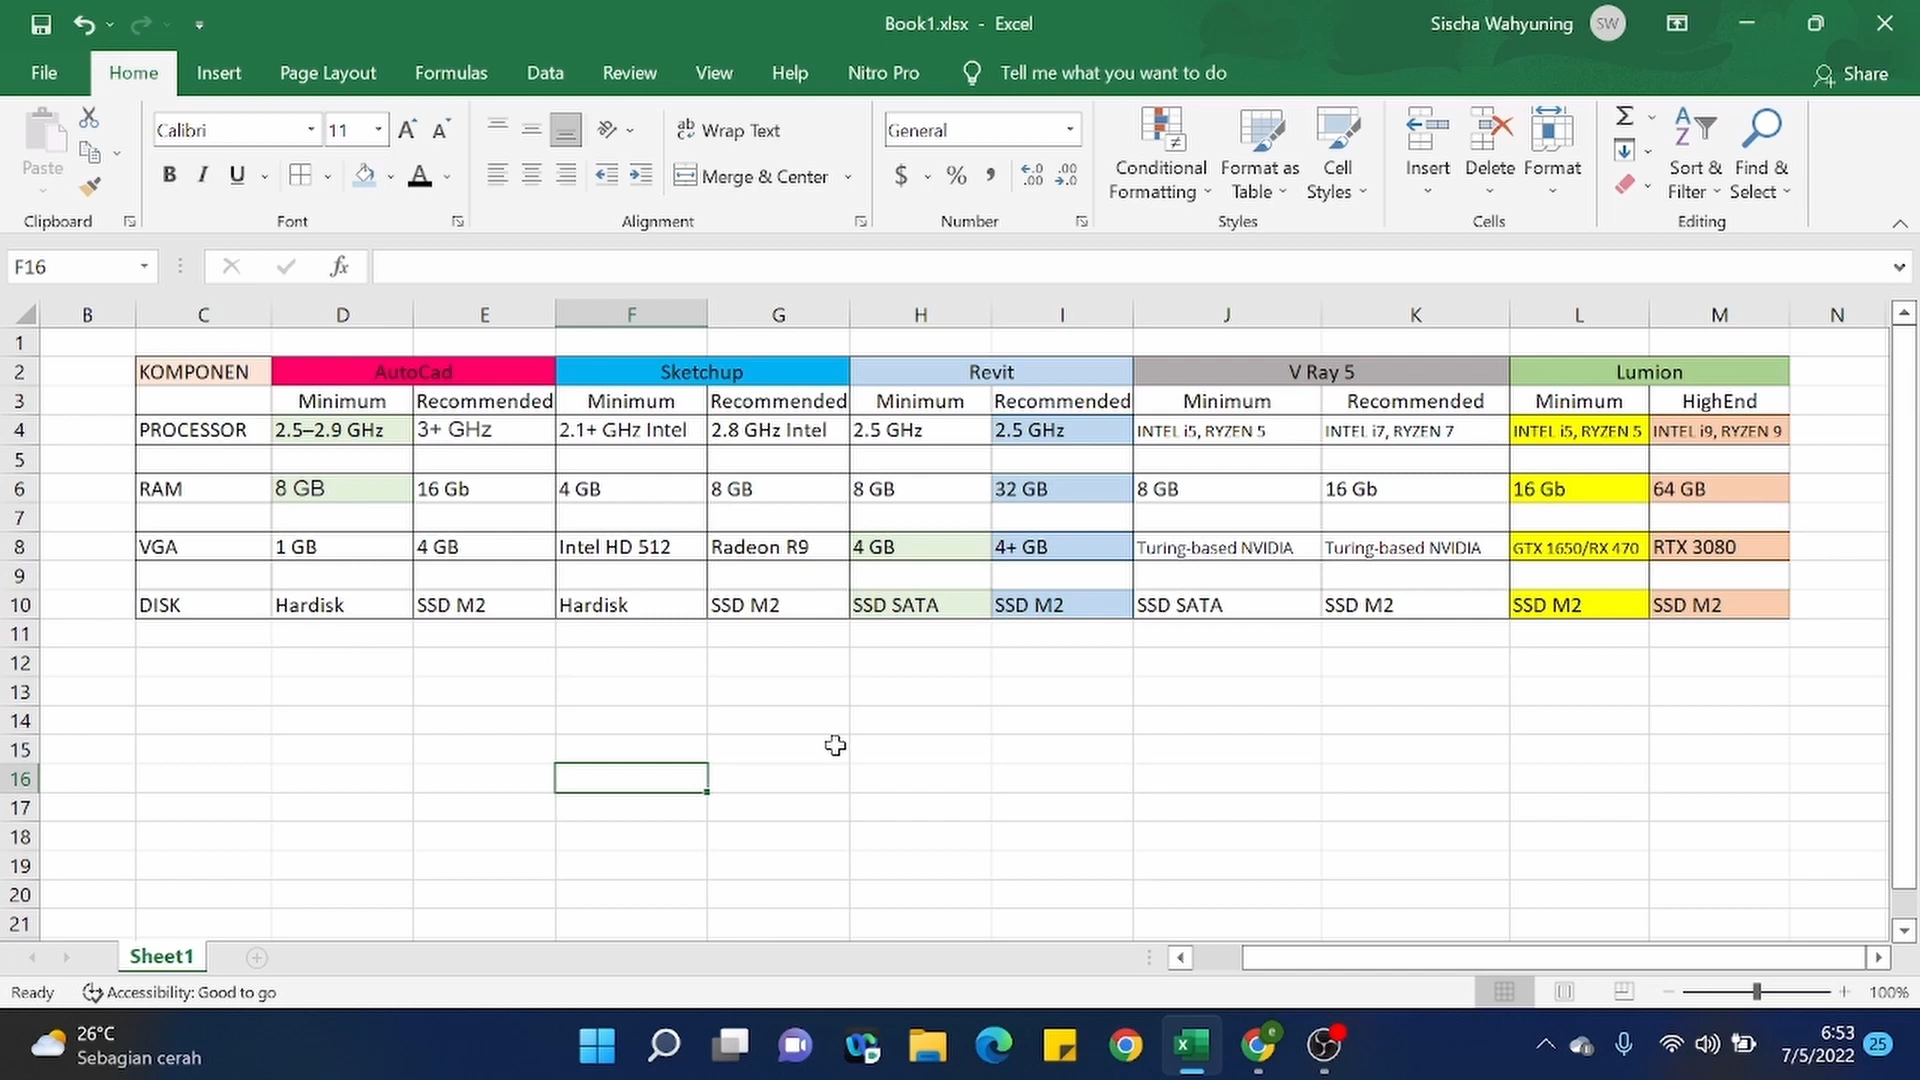 Book1.xlsx - Excel
Sischa Wahyuning SW
File Home Insert Page Layout Formulas Data Review View Help Nitro Pro Tell me what you want to do Share
Paste
Clipboard
Calibri 11
B I U A
Font
ab Wrap Text
Merge & Center
Alignment
General
$ % ,
Number
Conditional Formatting
Format as Table
Cell Styles
Styles
Insert Delete Format
Cells
Sort & Filter
Find & Select
Editing
F16 fx
B C D E F G H I J K L M N
1
2 KOMPONEN AutoCad Sketchup Revit V Ray 5 Lumion
3 Minimum Recommended Minimum Recommended Minimum Recommended Minimum Recommended Minimum HighEnd
4 PROCESSOR 2.5–2.9 GHz 3+ GHz 2.1+ GHz Intel 2.8 GHz Intel 2.5 GHz 2.5 GHz INTEL i5, RYZEN 5 INTEL i7, RYZEN 7 INTEL i5, RYZEN 5 INTEL i9, RYZEN 9
5
6 RAM 8 GB 16 Gb 4 GB 8 GB 8 GB 32 GB 8 GB 16 Gb 16 Gb 64 GB
7
8 VGA 1 GB 4 GB Intel HD 512 Radeon R9 4 GB 4+ GB Turing-based NVIDIA Turing-based NVIDIA GTX 1650/RX 470 RTX 3080
9
10 DISK Hardisk SSD M2 Hardisk SSD M2 SSD SATA SSD M2 SSD SATA SSD M2 SSD M2 SSD M2
11
12
13
14
15
16
17
18
19
20
21
Sheet1
Ready Accessibility: Good to go 100%
26°C
Sebagian cerah
6:53
7/5/2022
25